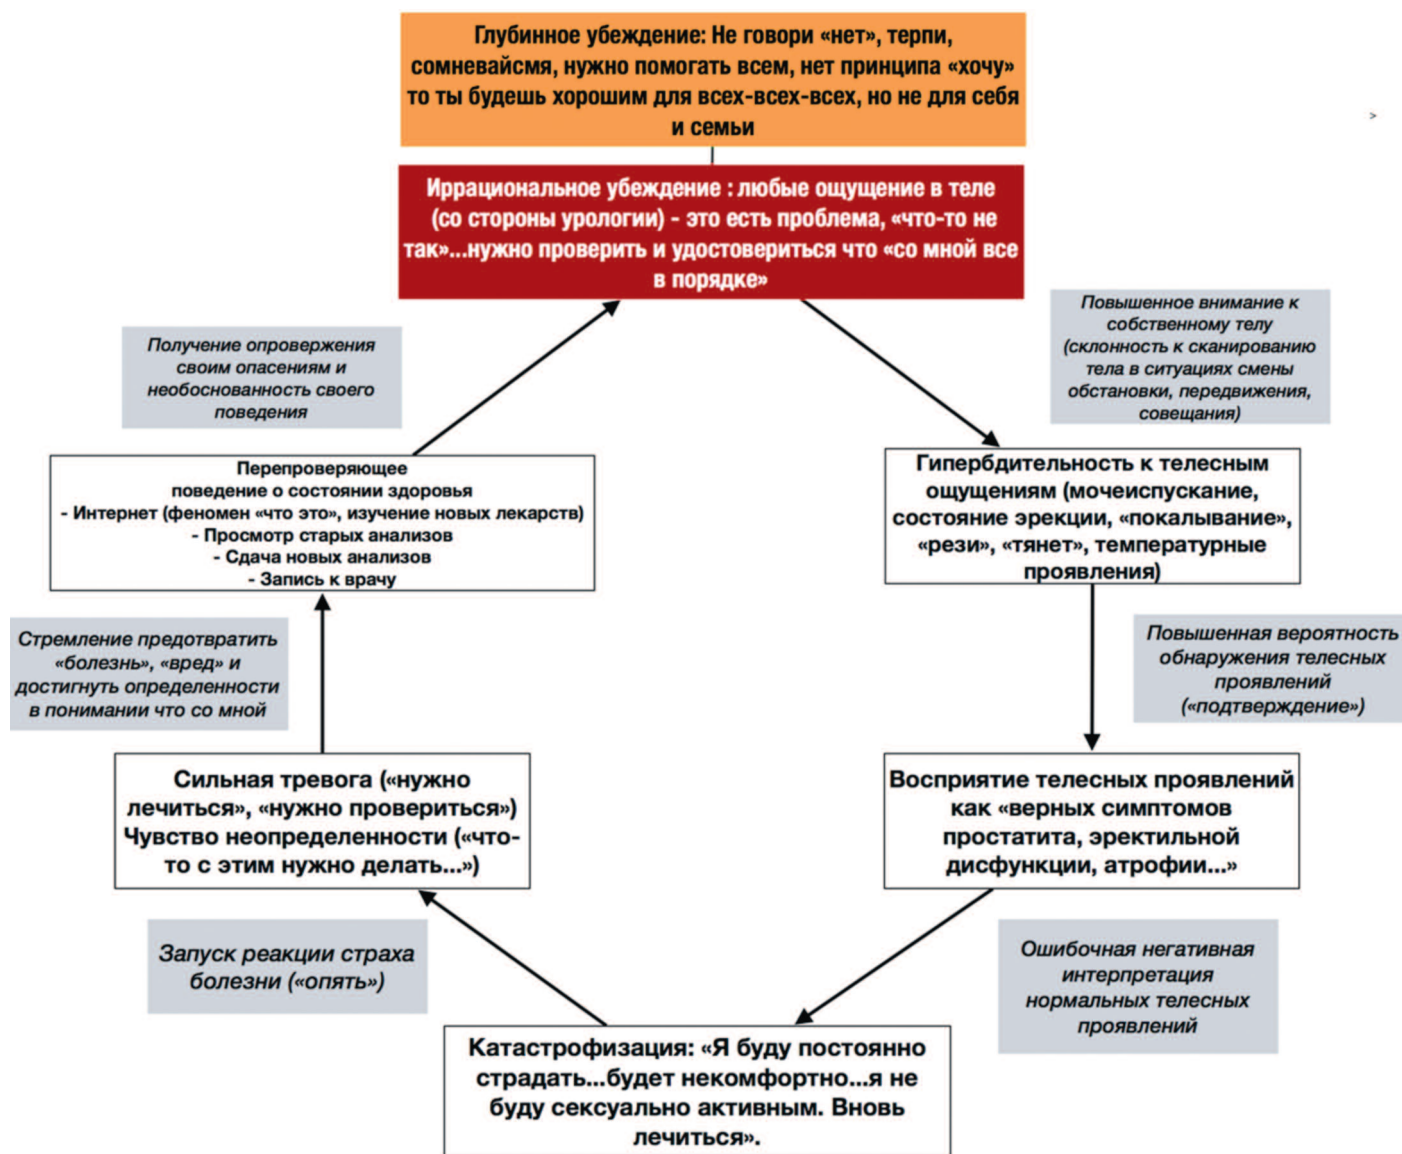 Глубинное убеждение: Не говори «нет», терпи,
сомневайсмя, нужно помогать всем, нет принципа «хочу»
то ты будешь хорошим для всех-всех-всех, но не для себя
и семьи
>
Иррациональное убеждение : любые ощущение в теле
(со стороны урологии) - это есть проблема, «что-то не
так»...нужно проверить и удостовериться что «со мной все
в порядке»
Получение опровержения
своим опасениям и
необоснованность своего
поведения
Повышенное внимание к
собственному телу
(склонность к сканированию
тела в ситуациях смены
обстановки, передвижения,
совещания)
Перепроверяющее
поведение о состоянии здоровья
- Интернет (феномен «что это», изучение новых лекарств)
- Просмотр старых анализов
- Сдача новых анализов
- Запись к врачу
Гипербдительность к телесным
ощущениям (мочеиспускание,
состояние эрекции, «покалывание»,
«рези», «тянет», температурные
проявления)
Стремление предотвратить
«болезнь», «вред» и
достигнуть определенности
в понимании что со мной
Повышенная вероятность
обнаружения телесных
проявлений
(«подтверждение»)
Сильная тревога («нужно
лечиться», «нужно провериться»)
Чувство неопределенности («что-
то с этим нужно делать...»)
Восприятие телесных проявлений
как «верных симптомов
простатита, эректильной
дисфункции, атрофии...»
Запуск реакции страха
болезни («опять»)
Ошибочная негативная
интерпретация
нормальных телесных
проявлений
Катастрофизация: «Я буду постоянно
страдать...будет некомфортно...я не
буду сексуально активным. Вновь
лечиться».